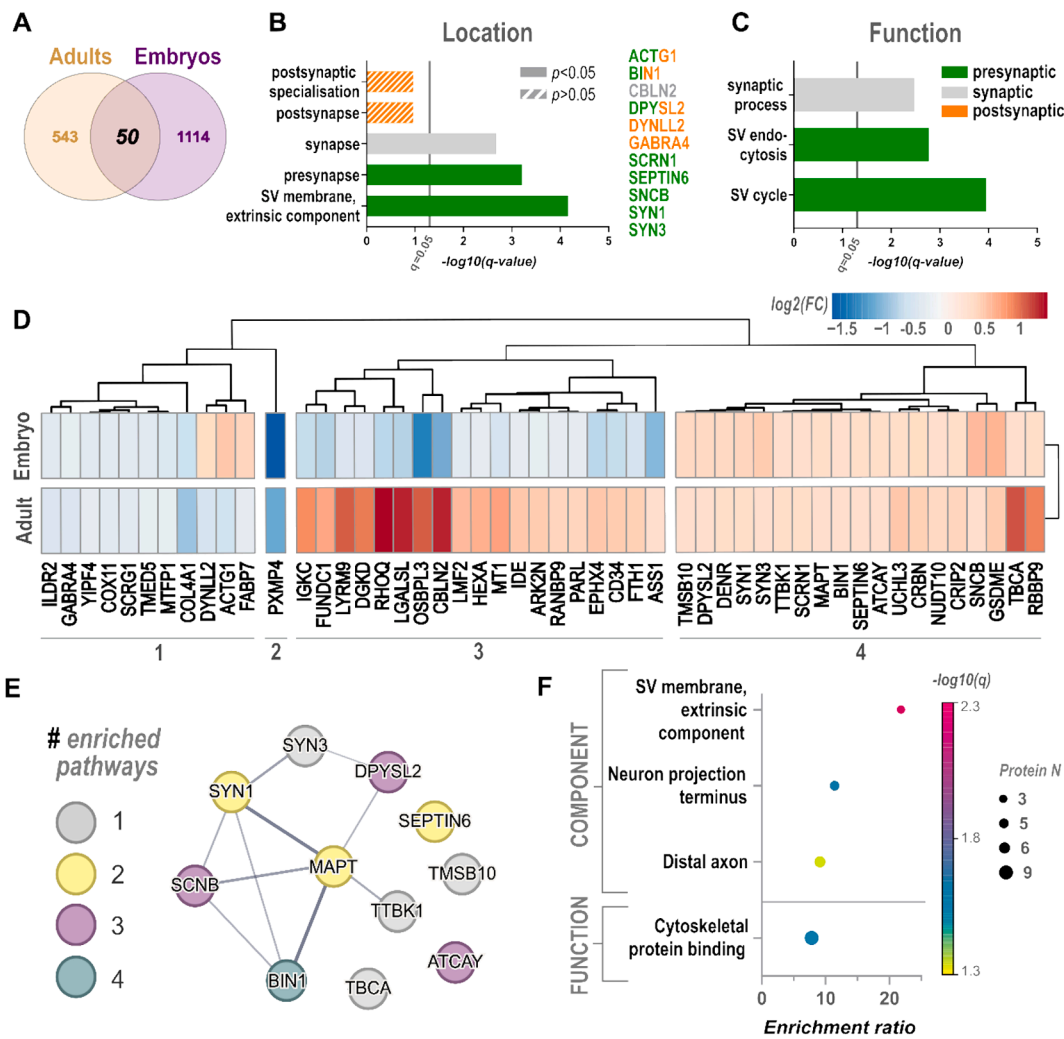 A
Adults
Embryos
543
50
1114
B
Location
postsynaptic
specialisation
postsynapse
synapse
presynapse
SV membrane,
extrinsic component
p<0.05
p>0.05
0
1
2
3
4
5
q=0.05
-log10(q-value)
ACTG1
BIN1
CBLN2
DPYSL2
DYNLL2
GABRA4
SCRN1
SEPTIN6
SNCB
SYN1
SYN3
C
Function
synaptic
process
SV endo-
cytosis
SV cycle
presynaptic
synaptic
postsynaptic
0
1
2
3
4
5
q=0.05
-log10(q-value)
D
log2(FC)
−1.5
−1
-0.5
0
0.5
1
Embryo
Adult
ILDR2
GABRA4
YIPF4
COX11
SCRG1
TMED5
MTFP1
COL4A1
DYNLL2
ACTG1
FABP7
PXMP4
IGKC
FUNDC1
LYRM9
DGKD
RHOQ
LGALSL
OSBPL3
CBLN2
LMF2
HEXA
MT1
IDE
ARK2N
RANBP9
PARL
EPHX4
CD34
FTH1
ASS1
TMSB10
DPYSL2
DENR
SYN1
SYN3
TTBK1
SCRN1
MAPT
BIN1
SEPTIN6
ATCAY
UCHL3
CRBN
NUDT10
CRIP2
SNCB
GSDME
TBCA
RBBP9
1
2
3
4
E
# enriched
pathways
1
2
3
4
SYN3
DPYSL2
SYN1
SEPTIN6
MAPT
TMSB10
SCNB
TTBK1
ATCAY
BIN1
TBCA
F
COMPONENT
SV membrane,
extrinsic
component
Neuron projection
terminus
Distal axon
FUNCTION
Cytoskeletal
protein binding
0
10
20
Enrichment ratio
-log10(q)
2.3
1.8
1.3
Protein N
3
5
6
9